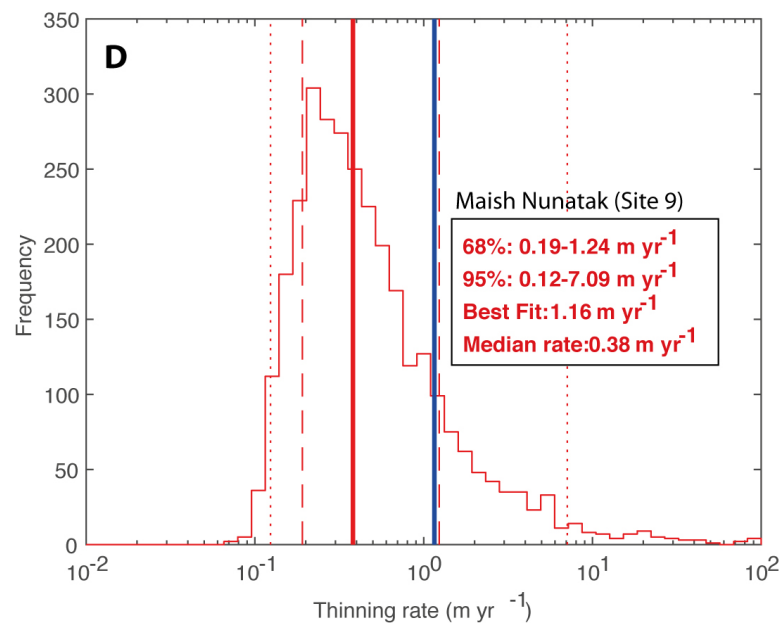 350
D
300
250
200
150
100
50
0
Frequency
Maish Nunatak (Site 9)
68%: 0.19-1.24 m yr⁻¹
95%: 0.12-7.09 m yr⁻¹
Best Fit:1.16 m yr⁻¹
Median rate:0.38 m yr⁻¹
10⁻² 10⁻¹ 10⁰ 10¹ 10²
Thinning rate (m yr ⁻¹)